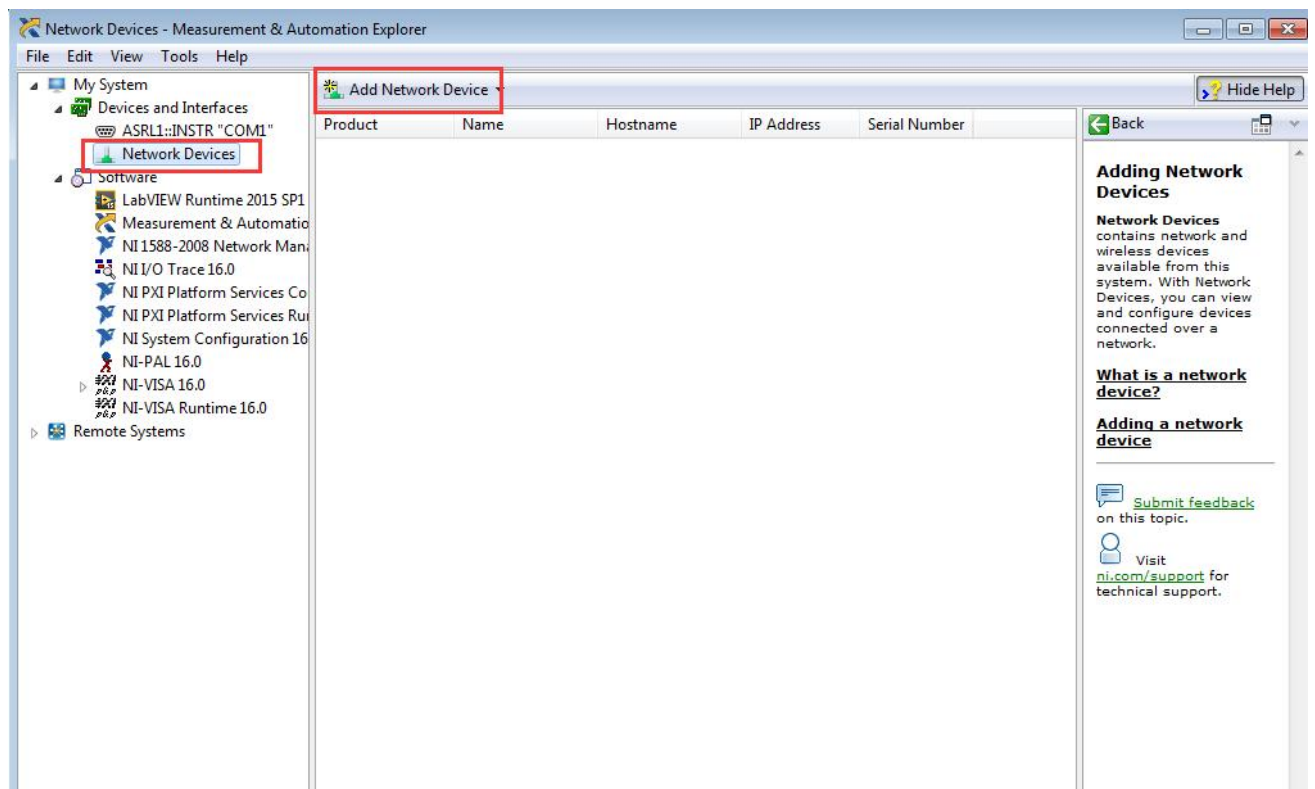 Network Devices - Measurement & Automation Explorer
File Edit View Tools Help
My System
Devices and Interfaces
ASRL1::INSTR "COM1"
Network Devices
Software
LabVIEW Runtime 2015 SP1
Measurement & Automatio
NI 1588-2008 Network Mana
NI I/O Trace 16.0
NI PXI Platform Services Co
NI PXI Platform Services Ru
NI System Configuration 16
NI-PAL 16.0
NI-VISA 16.0
NI-VISA Runtime 16.0
Remote Systems
Add Network Device
Hide Help
Product Name Hostname IP Address Serial Number
Back
Adding Network
Devices
Network Devices
contains network and
wireless devices
available from this
system. With Network
Devices, you can view
and configure devices
connected over a
network.
What is a network
device?
Adding a network
device
Submit feedback
on this topic.
Visit
ni.com/support for
technical support.